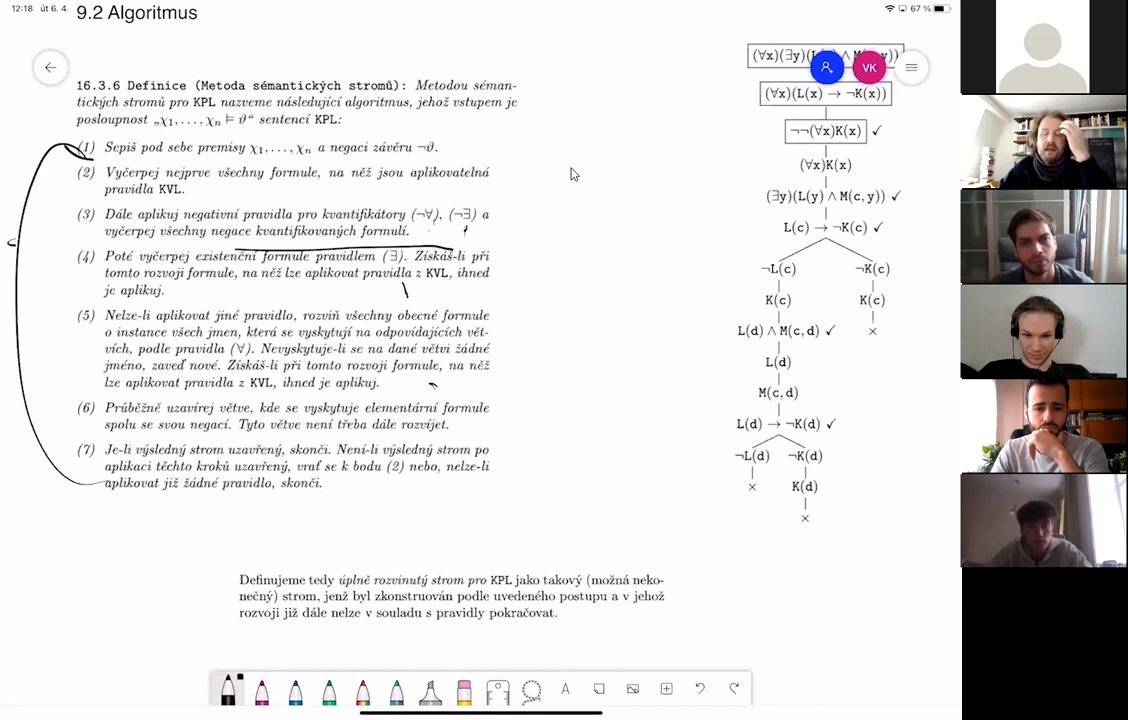 12:18 út 6. 4.
67 %
9.2 Algoritmus
VK
16.3.6 Definice (Metoda sémantických stromů): Metodou séman-
tických stromů pro KPL nazveme následující algoritmus, jehož vstupem je
posloupnost „χ1, . . . , χn ⊨ ϑ“ sentencí KPL:
(1) Sepiš pod sebe premisy χ1, . . . , χn a negaci závěru ¬ϑ.
(2) Vyčerpej nejprve všechny formule, na něž jsou aplikovatelná
pravidla KVL.
(3) Dále aplikuj negativní pravidla pro kvantifikátory (¬∀), (¬∃) a
vyčerpej všechny negace kvantifikovaných formulí.
(4) Poté vyčerpej existenční formule pravidlem (∃). Získáš-li při
tomto rozvoji formule, na něž lze aplikovat pravidla z KVL, ihned
je aplikuj.
(5) Nelze-li aplikovat jiné pravidlo, rozviň všechny obecné formule
o instance všech jmen, která se vyskytují na odpovídajících vět-
vích, podle pravidla (∀). Nevyskytuje-li se na dané větvi žádné
jméno, zaveď nové. Získáš-li při tomto rozvoji formule, na něž
lze aplikovat pravidla z KVL, ihned je aplikuj.
(6) Průběžně uzavírej větve, kde se vyskytuje elementární formule
spolu se svou negací. Tyto větve není třeba dále rozvíjet.
(7) Je-li výsledný strom uzavřený, skonči. Není-li výsledný strom po
aplikaci těchto kroků uzavřený, vrať se k bodu (2) nebo, nelze-li
aplikovat již žádné pravidlo, skonči.
Definujeme tedy úplně rozvinutý strom pro KPL jako takový (možná neko-
nečný) strom, jenž byl zkonstruován podle uvedeného postupu a v jehož
rozvoji již dále nelze v souladu s pravidly pokračovat.
(∀x)(∃y)(L ∧ M( y))
(∀x)(L(x) → ¬K(x))
¬¬(∀x)K(x) ✓
(∀x)K(x)
(∃y)(L(y) ∧ M(c, y)) ✓
L(c) → ¬K(c) ✓
¬L(c) ¬K(c)
K(c) K(c)
L(d) ∧ M(c, d) ✓ ×
L(d)
M(c, d)
L(d) → ¬K(d) ✓
¬L(d) ¬K(d)
× K(d)
×
A